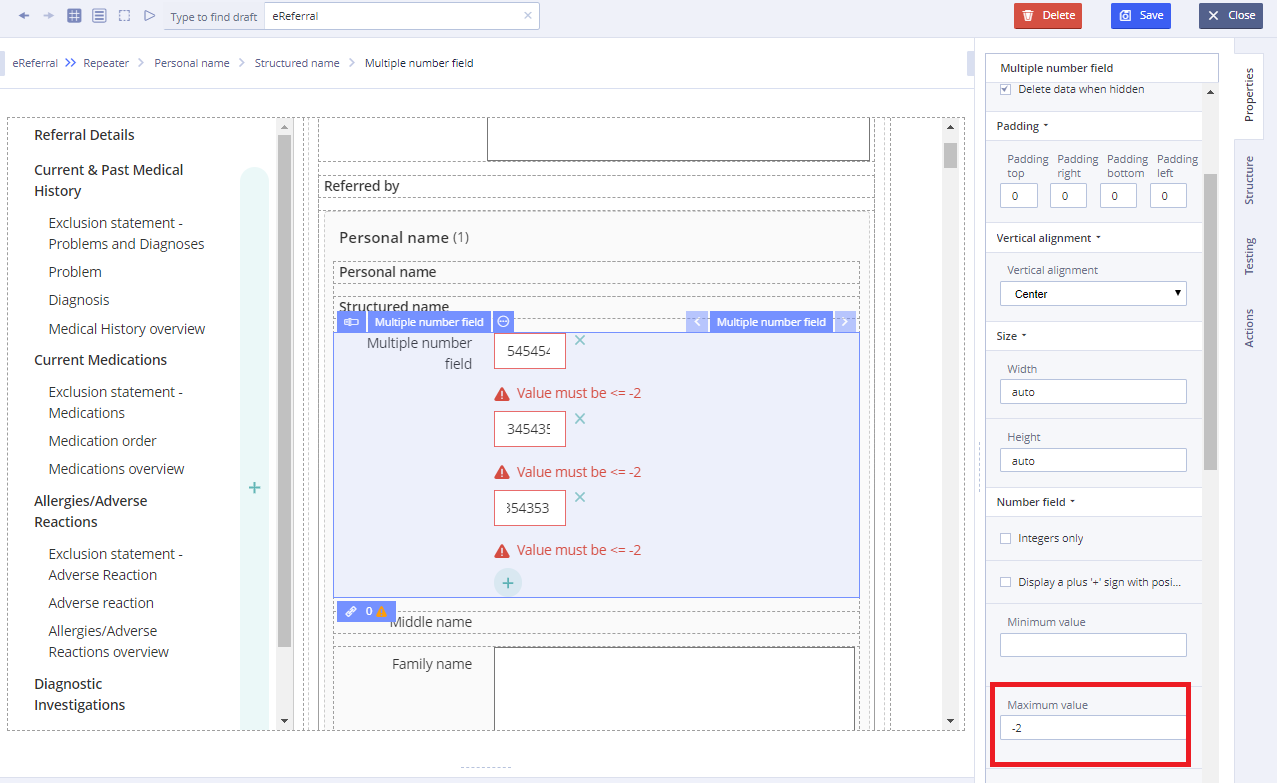 Type to find draft eReferral
Delete Save Close
eReferral Repeater Personal name Structured name Multiple number field
Referral Details
Current & Past Medical
History
Exclusion statement -
Problems and Diagnoses
Problem
Diagnosis
Medical History overview
Current Medications
Exclusion statement -
Medications
Medication order
Medications overview
Allergies/Adverse
Reactions
Exclusion statement -
Adverse Reaction
Adverse reaction
Allergies/Adverse
Reactions overview
Diagnostic
Investigations
Referred by
Personal name (1)
Personal name
Structured name
Multiple number field Multiple number field
Multiple number
field
545454
Value must be <= -2
345435
Value must be <= -2
354353
Value must be <= -2
0
Middle name
Family name
Multiple number field
Delete data when hidden
Padding
Padding top Padding right Padding bottom Padding left
0 0 0 0
Vertical alignment
Vertical alignment
Center
Size
Width
auto
Height
auto
Number field
Integers only
Display a plus '+' sign with posi...
Minimum value
Maximum value
-2
Properties
Structure
Testing
Actions